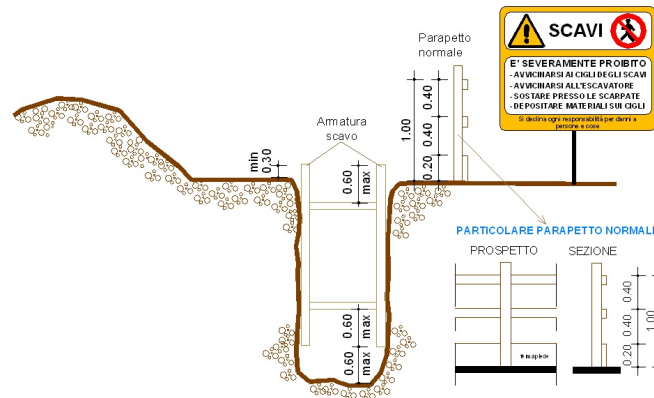 Parapetto
normale
SCAVI
E' SEVERAMENTE PROIBITO
- AVVICINARSI AI CIGLI DEGLI SCAVI
- AVVICINARSI ALL'ESCAVATORE
- SOSTARE PRESSO LE SCARPATE
- DEPOSITARE MATERIALI SUI CIGLI
Si declina ogni responsabilità per danni a
persone e cose
Armatura
scavo
min
0.30
0.60
max
1.00
0.40
0.40
0.20
0.60
max
0.60
max
PARTICOLARE PARAPETTO NORMALE
PROSPETTO
SEZIONE
fermapiede
0.40
0.40
0.20
1.00